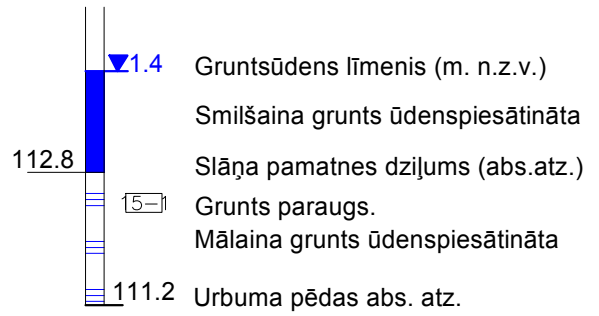 1.4 Gruntsūdens līmenis (m. n.z.v.)
Smilšaina grunts ūdenspiesātināta
112.8 Slāņa pamatnes dziļums (abs.atz.)
15-1 Grunts paraugs.
Mālaina grunts ūdenspiesātināta
111.2 Urbuma pēdas abs. atz.